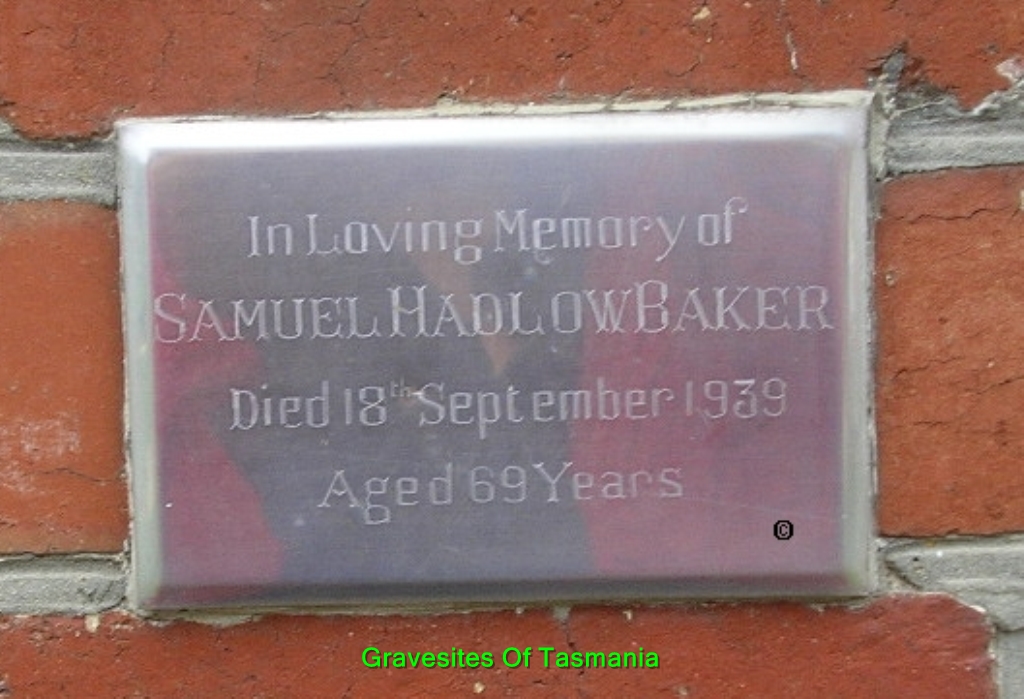 In Loving Memory of
SAMUEL HADLOW BAKER
Died 18th September 1939
Aged 69 Years
©
Gravesites Of Tasmania